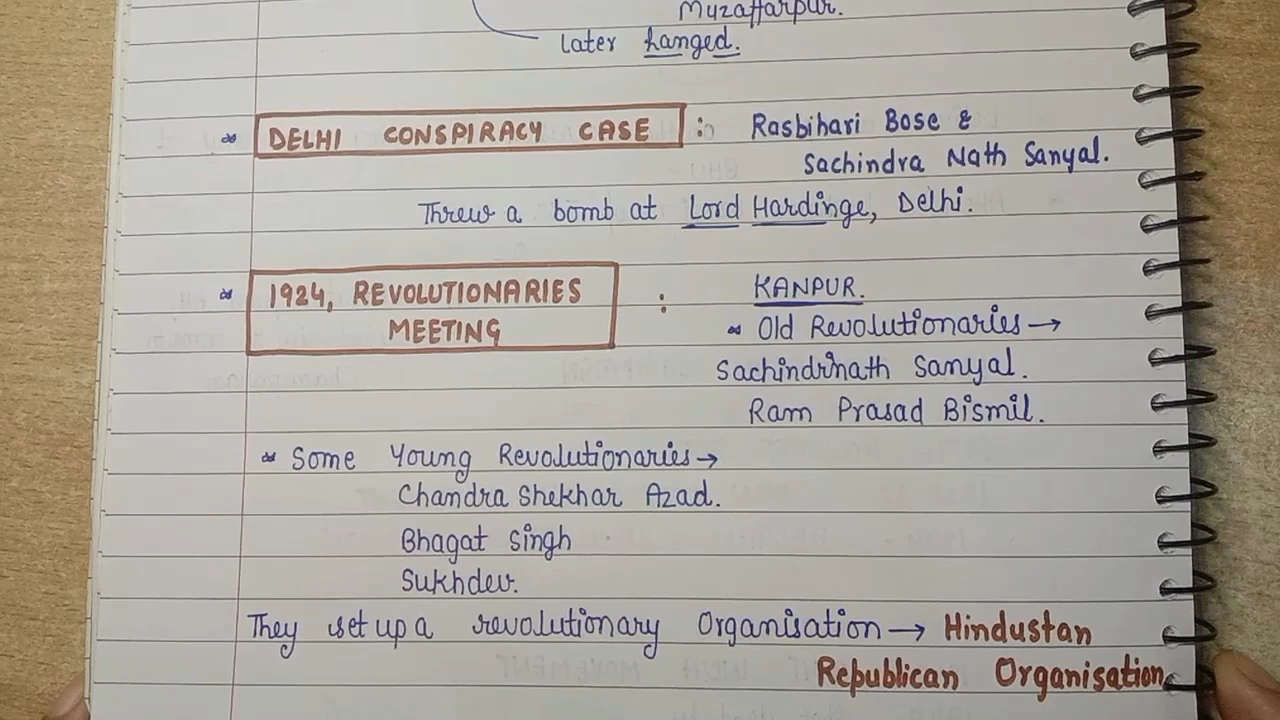 Muzaffarpur.
Later hanged.
DELHI CONSPIRACY CASE : Rasbihari Bose &
Sachindra Nath Sanyal.
Threw a bomb at Lord Hardinge, Delhi.
1924, REVOLUTIONARIES MEETING : KANPUR.
Old Revolutionaries →
Sachindrnath Sanyal.
Ram Prasad Bismil.
Some Young Revolutionaries →
Chandra Shekhar Azad.
Bhagat Singh
Sukhdev.
They set up a revolutionary Organisation → Hindustan
Republican Organisation